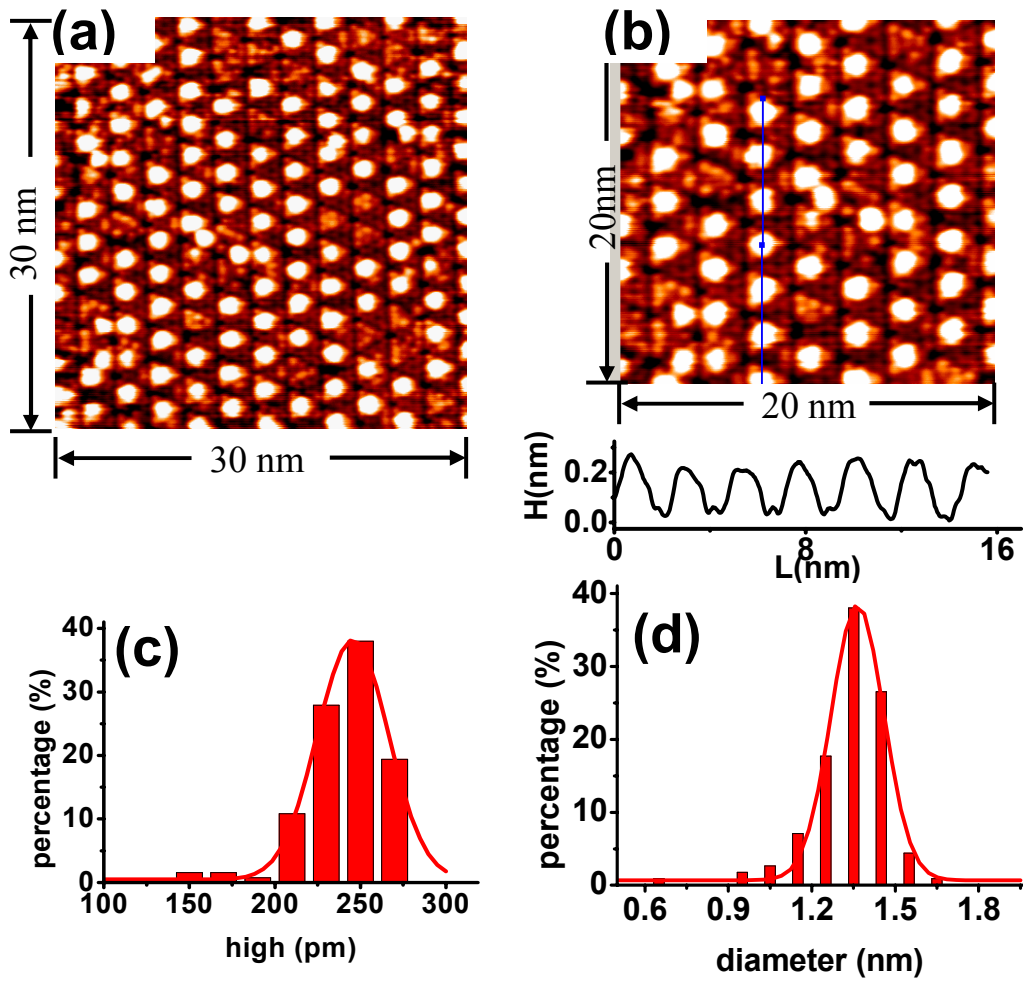 (a)
30 nm
30 nm
(b)
20nm
20 nm
H(nm)
0.2
0.0
0
8
16
L(nm)
(c)
percentage (%)
40
30
20
10
0
100
150
200
250
300
high (pm)
(d)
percentage (%)
40
30
20
10
0
0.6
0.9
1.2
1.5
1.8
diameter (nm)